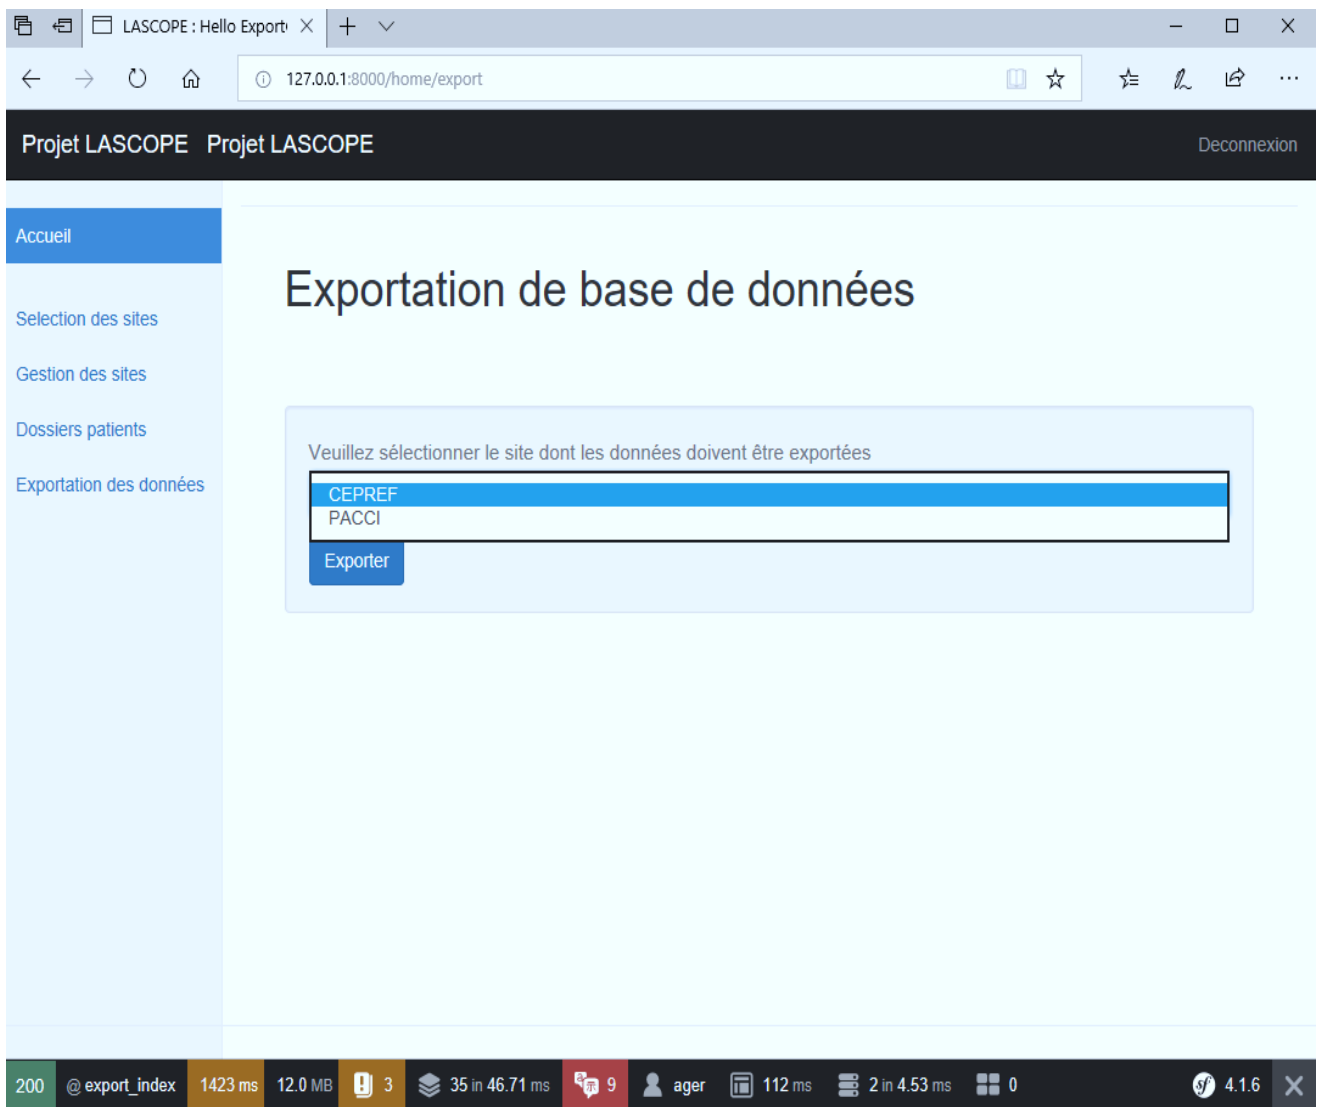 LASCOPE : Hello Export
127.0.0.1:8000/home/export
Projet LASCOPE Projet LASCOPE Deconnexion
Accueil
Selection des sites
Gestion des sites
Dossiers patients
Exportation des données
Exportation de base de données
Veuillez sélectionner le site dont les données doivent être exportées
CEPREF
PACCI
Exporter
200 @ export_index 1423 ms 12.0 MB 3 35 in 46.71 ms 9 ager 112 ms 2 in 4.53 ms 0 sf 4.1.6